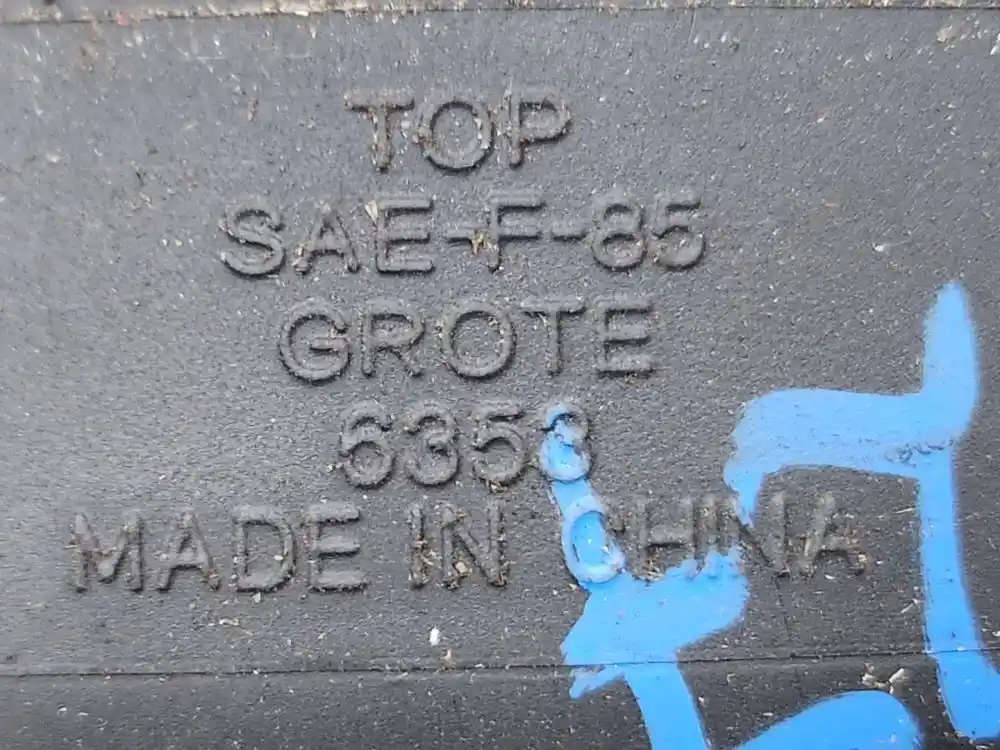 TOP
SAE-F-85
GROTE
6353
MADE IN CHINA